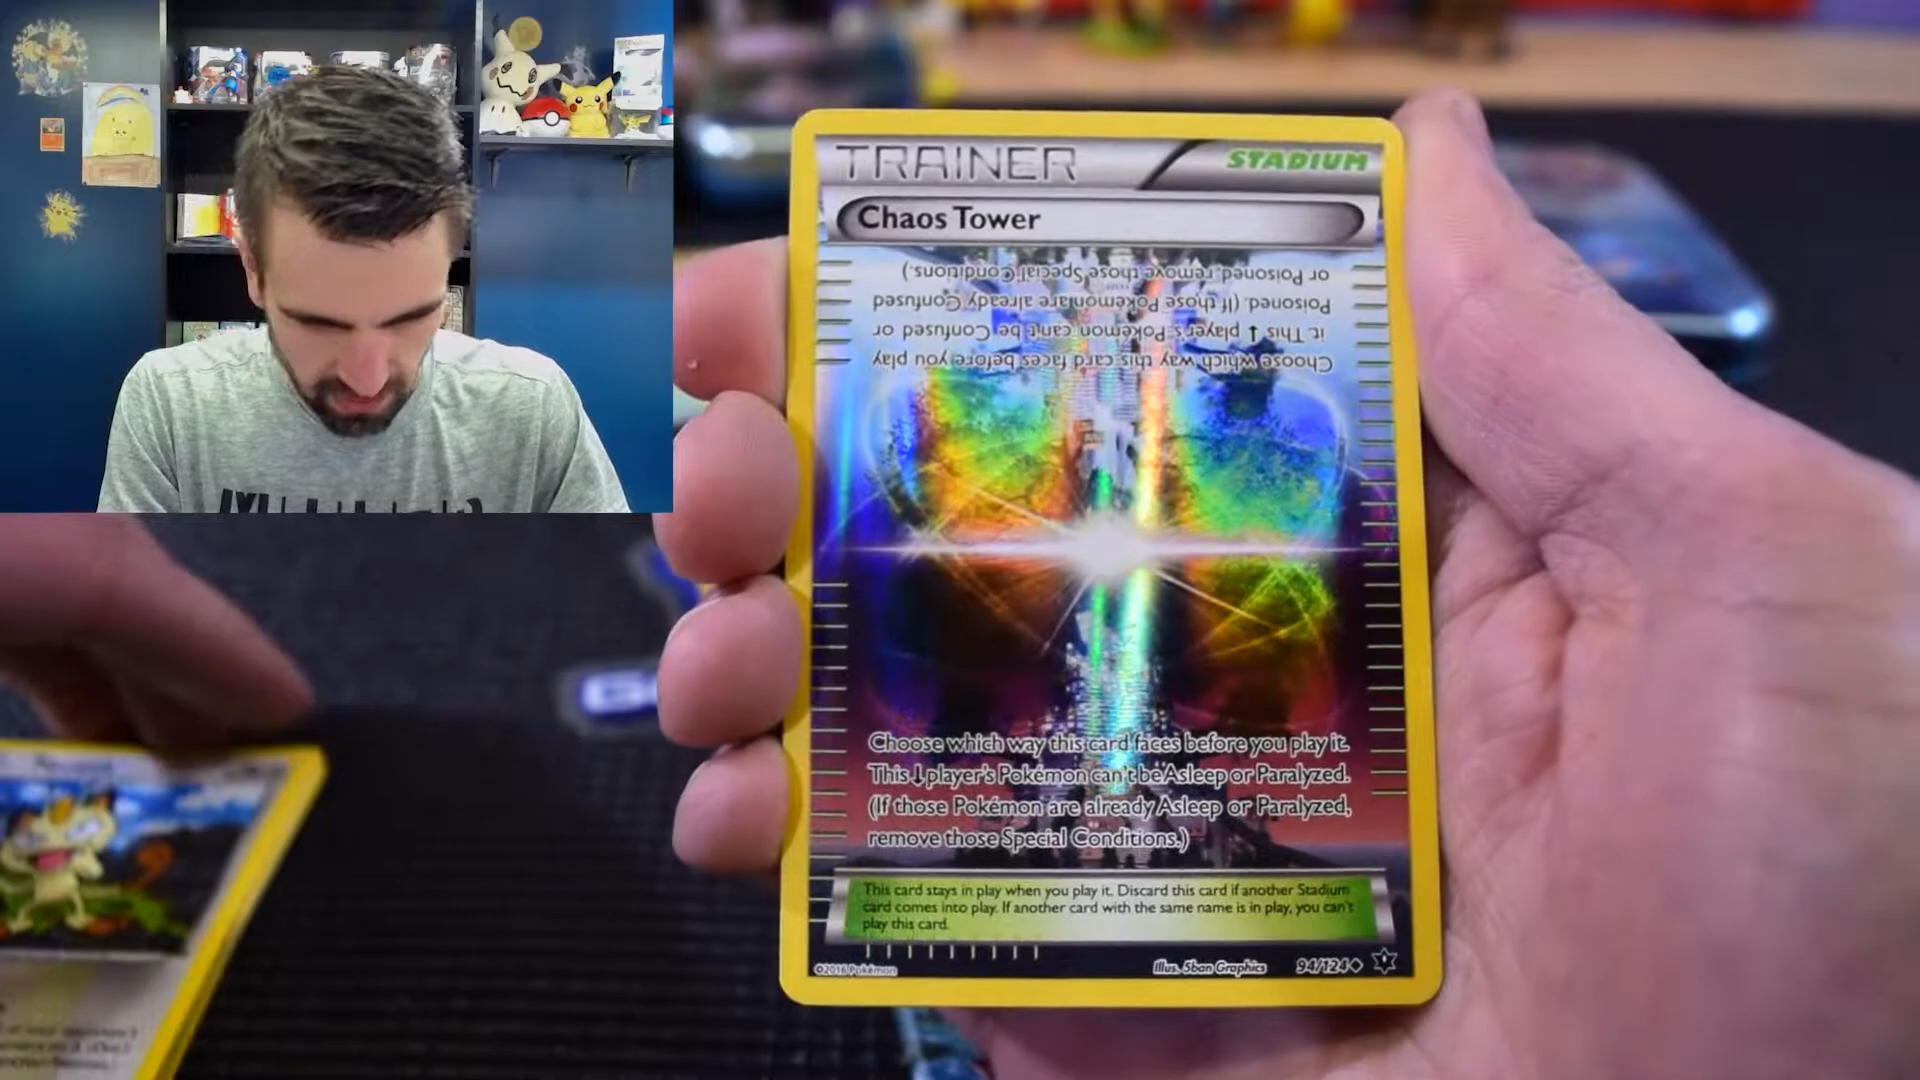 TRAINER
STADIUM
Chaos Tower
Choose which way this card faces before you play
it. This ↑ player's Pokémon can't be Confused or
Poisoned. (If those Pokémon are already Confused
or Poisoned, remove those Special Conditions.)
Choose which way this card faces before you play it.
This ↓ player's Pokémon can't be Asleep or Paralyzed.
(If those Pokémon are already Asleep or Paralyzed,
remove those Special Conditions.)
This card stays in play when you play it. Discard this card if another Stadium
card comes into play. If another card with the same name is in play, you can't
play this card.
©2016 Pokémon
Illus. 5ban Graphics
94/124